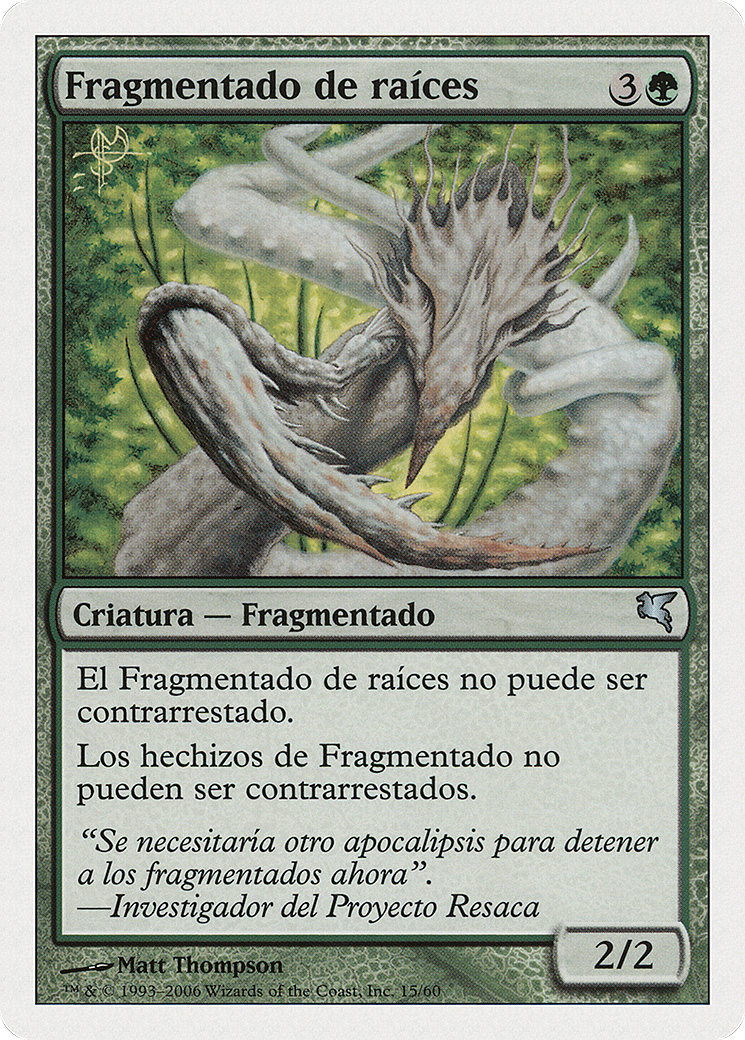 Fragmentado de raíces 3
Criatura — Fragmentado
El Fragmentado de raíces no puede ser
contrarrestado.
Los hechizos de Fragmentado no
pueden ser contrarrestados.
“Se necesitaría otro apocalipsis para detener
a los fragmentados ahora”.
—Investigador del Proyecto Resaca
2/2
Matt Thompson
™ & © 1993–2006 Wizards of the Coast, Inc. 15/60